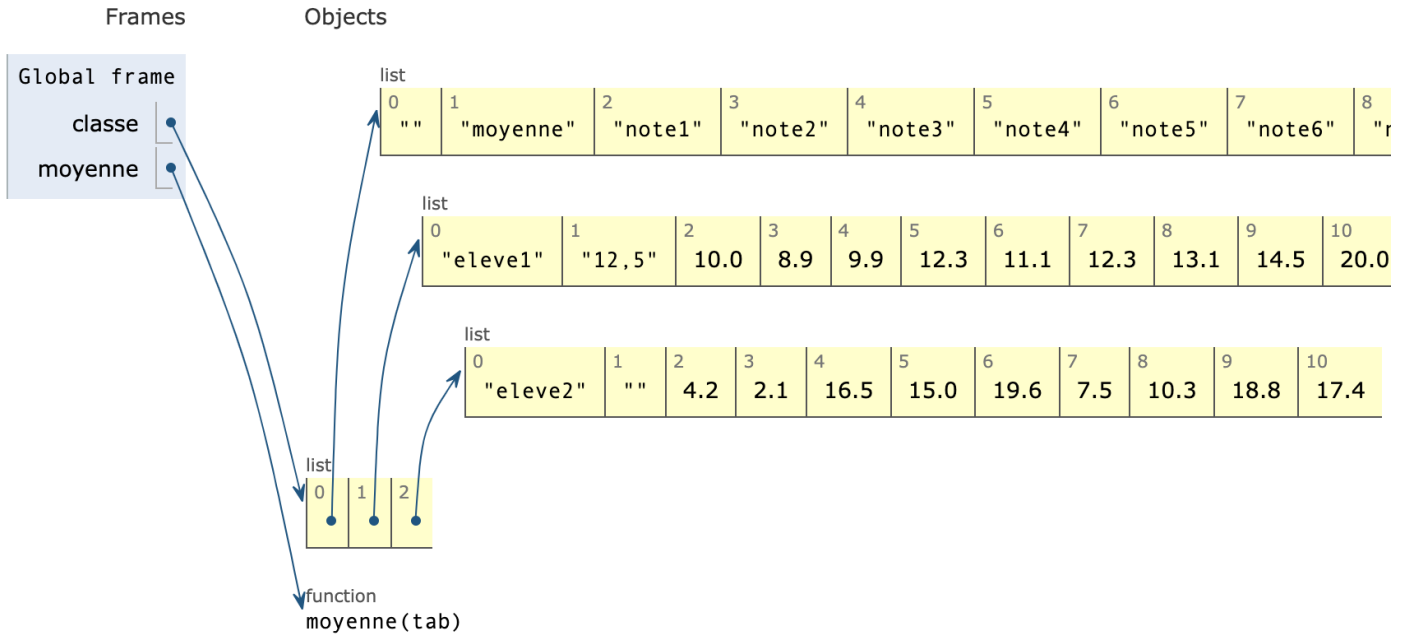 Frames Objects
Global frame
classe
moyenne
list
0 1 2 3 4 5 6 7 8
"" "moyenne" "note1" "note2" "note3" "note4" "note5" "note6"
list
0 1 2 3 4 5 6 7 8 9 10
"eleve1" "12,5" 10.0 8.9 9.9 12.3 11.1 12.3 13.1 14.5 20.0
list
0 1 2 3 4 5 6 7 8 9 10
"eleve2" "" 4.2 2.1 16.5 15.0 19.6 7.5 10.3 18.8 17.4
list
0 1 2
function
moyenne(tab)